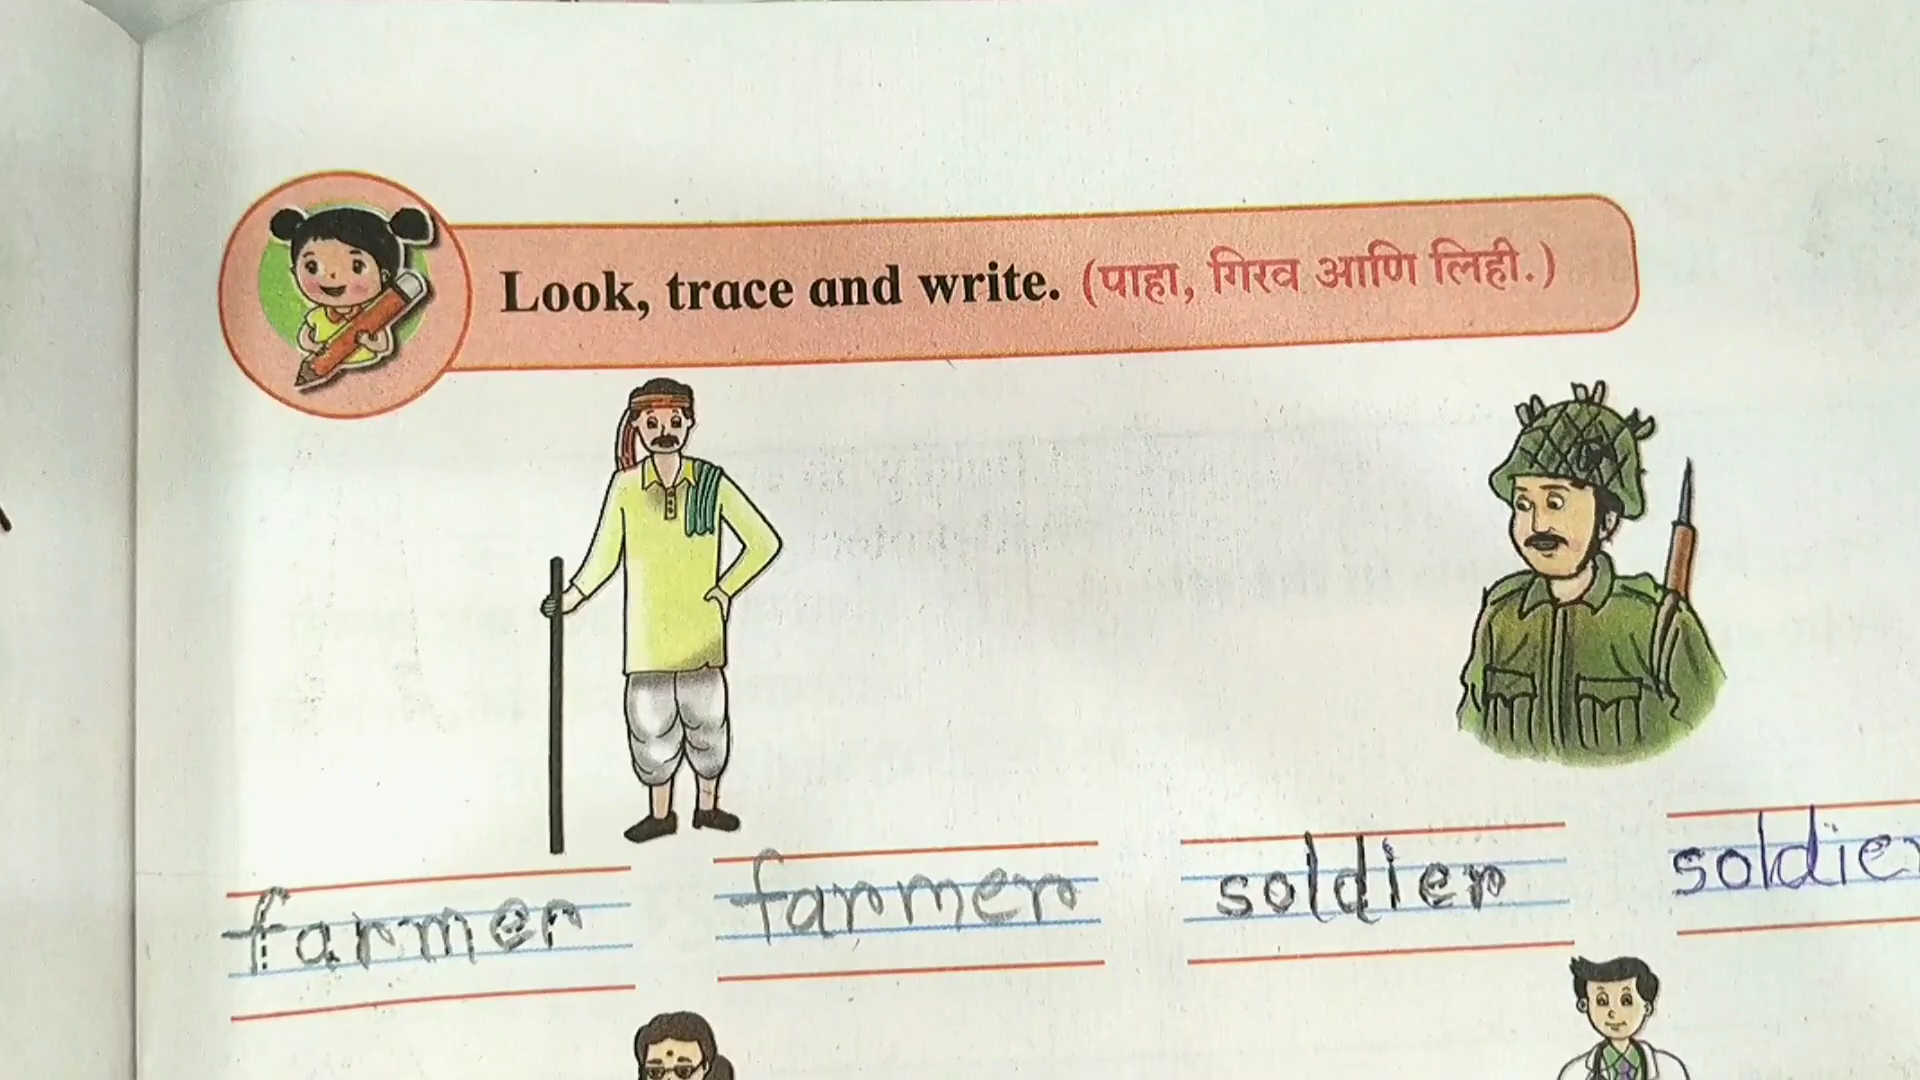 Look, trace and write. (पाहा, गिरव आणि लिही.)
farmer farmer soldier soldier